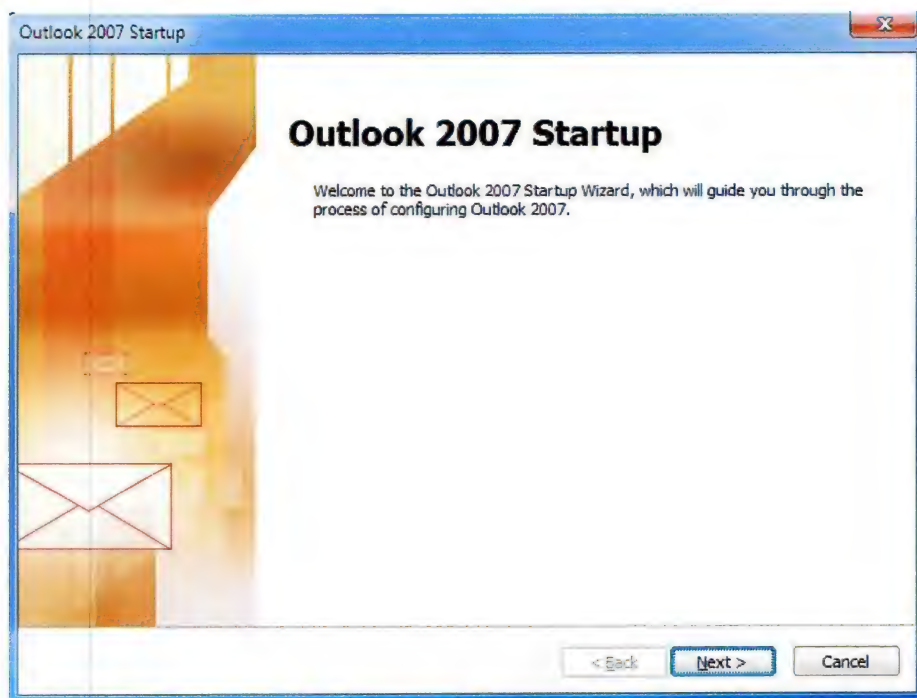 Outlook 2007 Startup
Outlook 2007 Startup
Welcome to the Outlook 2007 Startup Wizard, which will guide you through the
process of configuring Outlook 2007.
< Back Next > Cancel